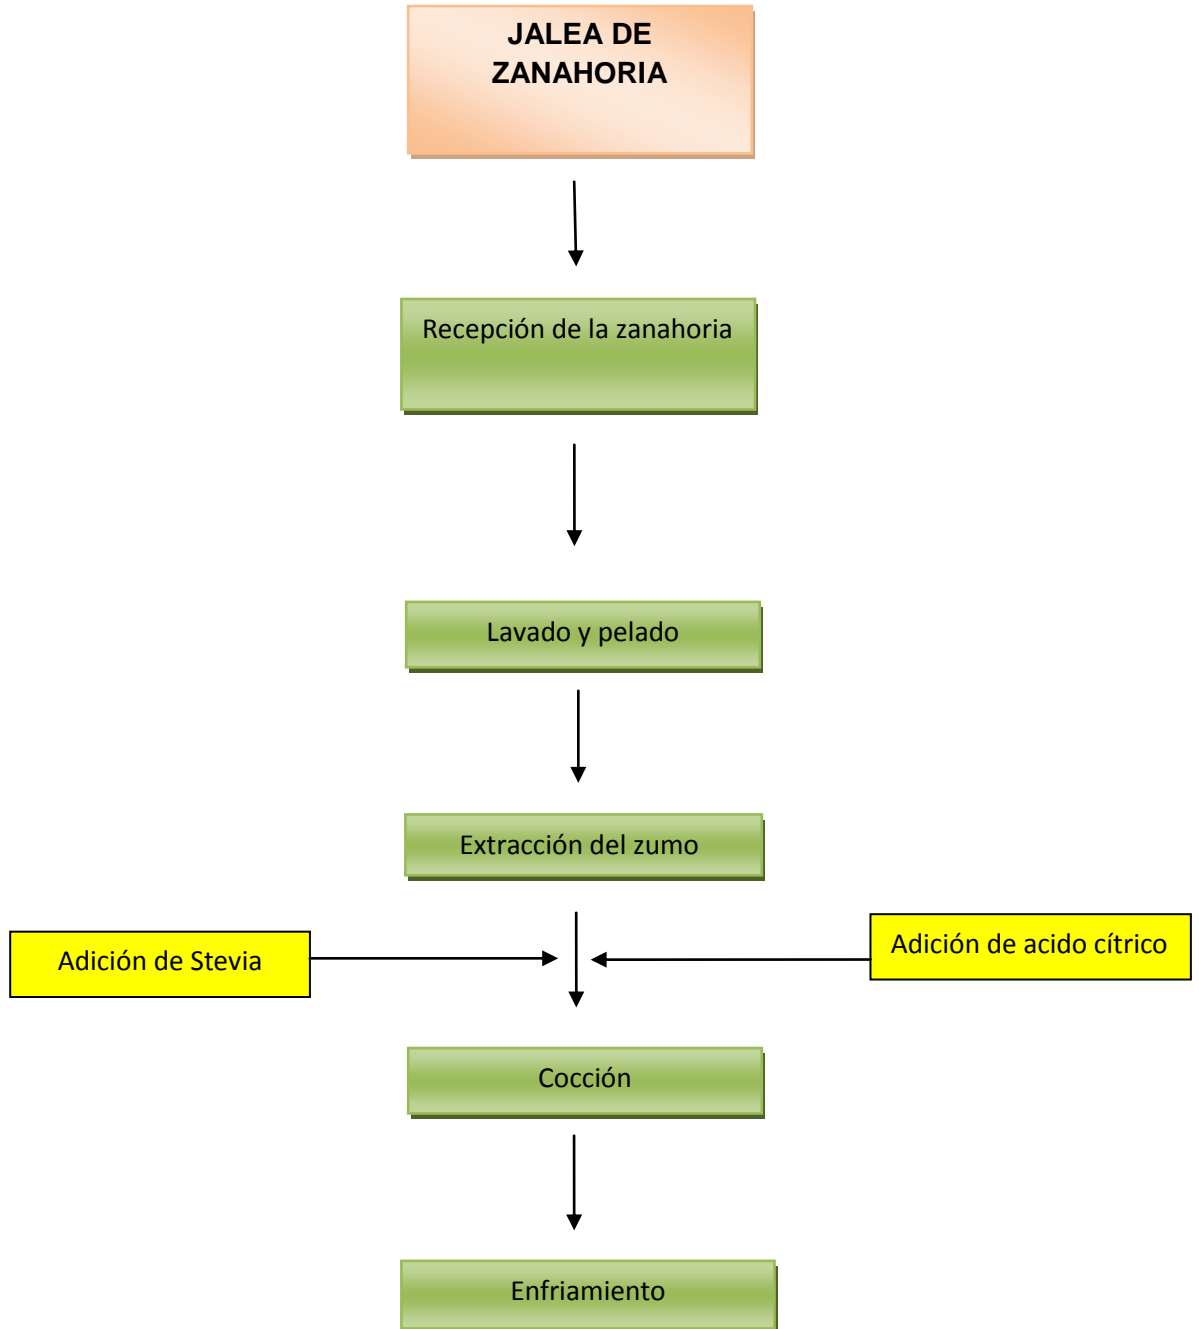 JALEA DE
ZANAHORIA
Recepción de la zanahoria
Lavado y pelado
Extracción del zumo
Adición de Stevia
Adición de acido cítrico
Cocción
Enfriamiento